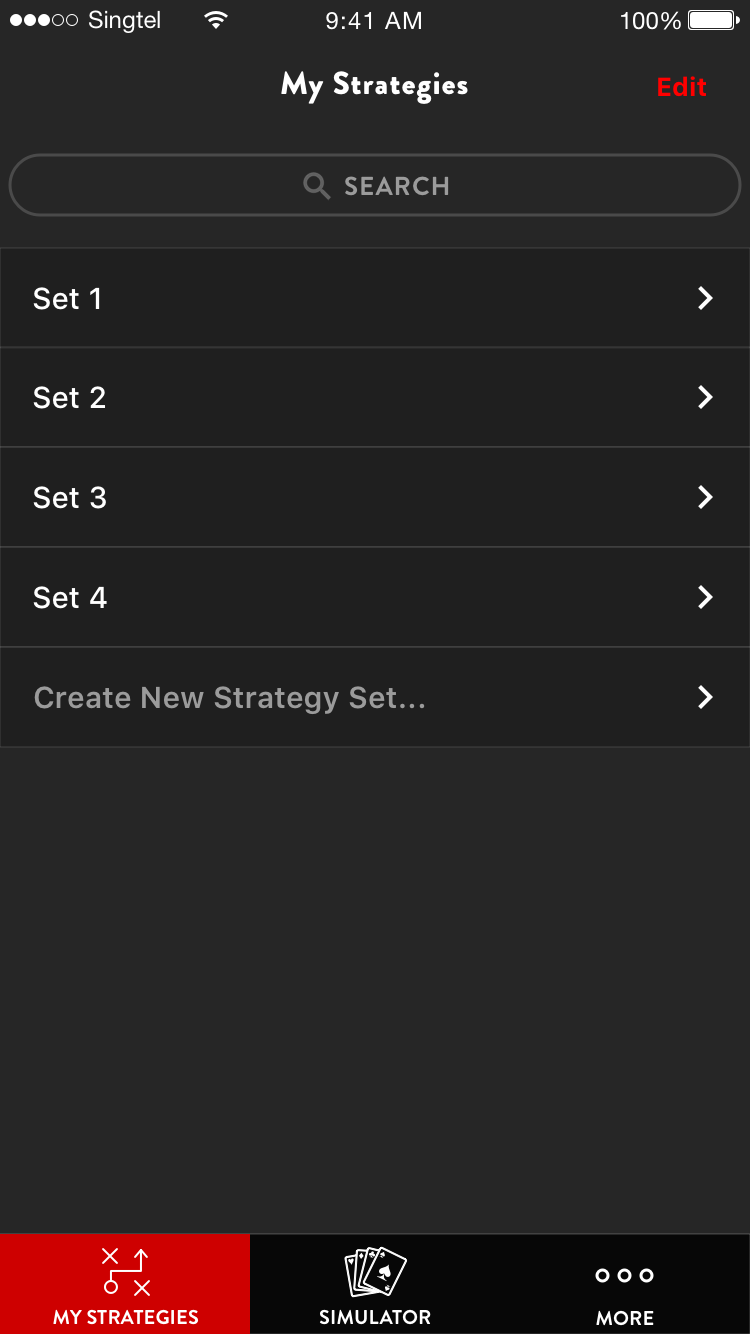 Singtel 9:41 AM 100%
My Strategies Edit
SEARCH
Set 1
Set 2
Set 3
Set 4
Create New Strategy Set...
MY STRATEGIES SIMULATOR MORE